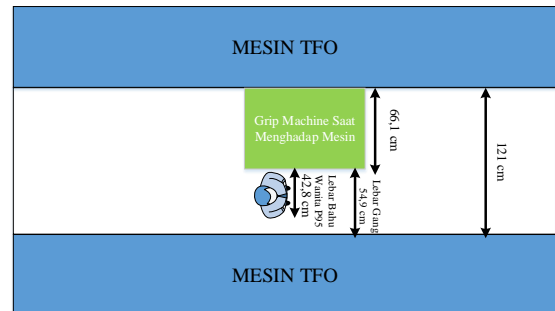 MESIN TFO
Grip Machine Saat
Menghadap Mesin
66,1 cm
121 cm
Lebar Bahu
Wanita P95
42,8 cm
Lebar Gang
54,9 cm
MESIN TFO